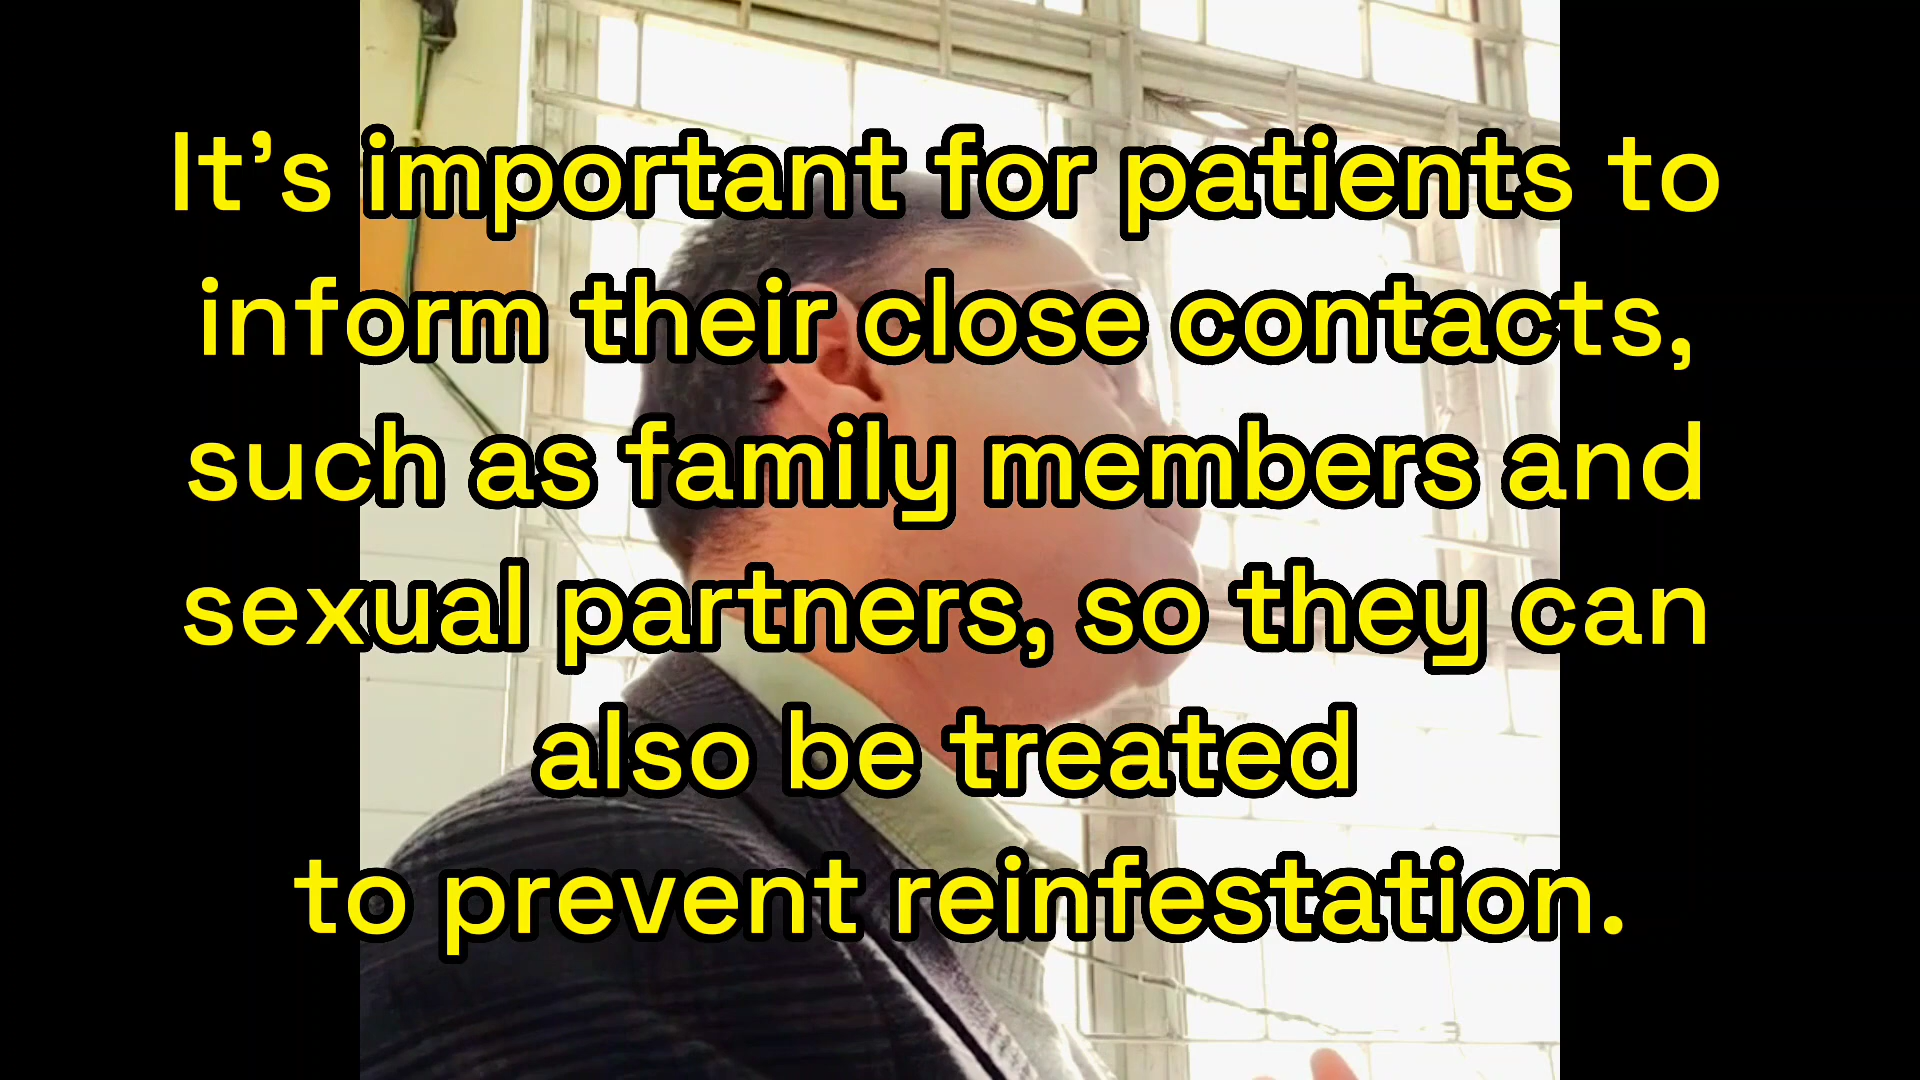 It's important for patients to
inform their close contacts,
such as family members and
sexual partners, so they can
also be treated
to prevent reinfestation.